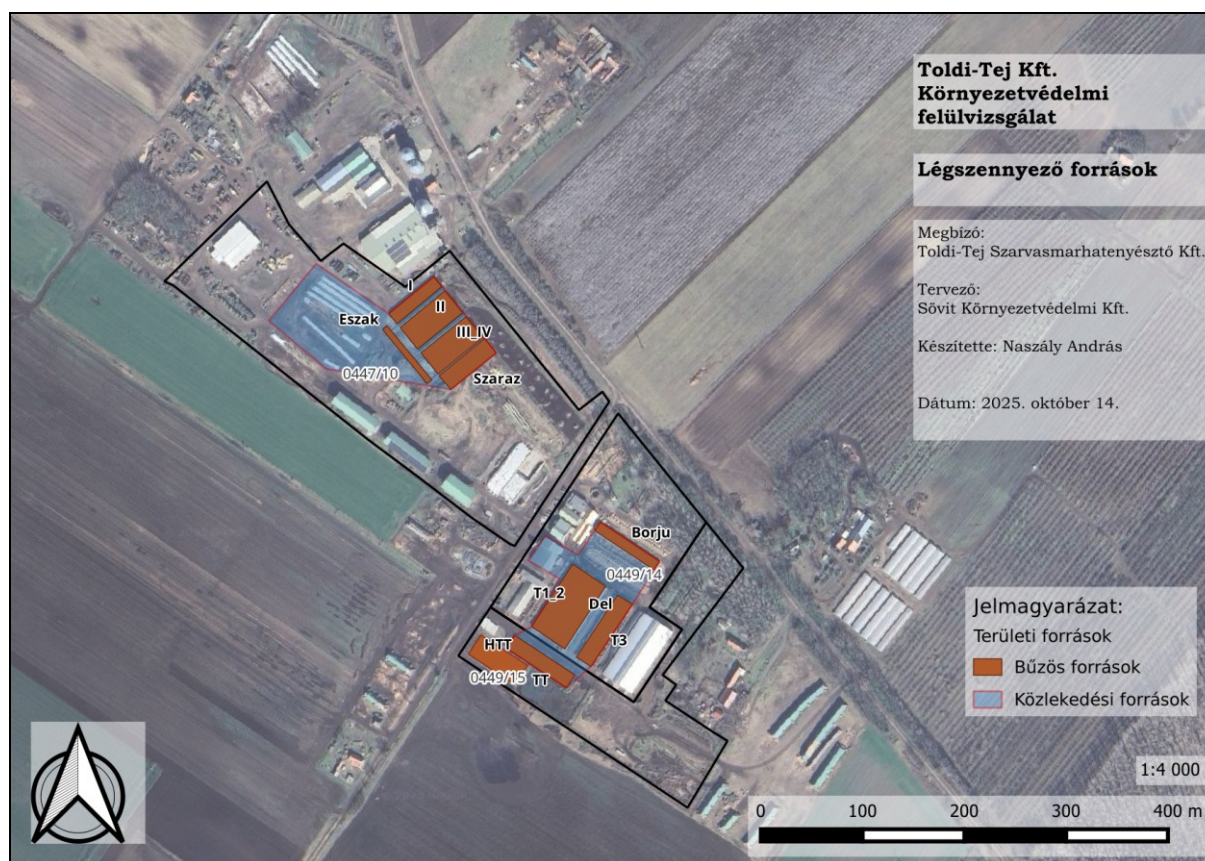 Toldi-Tej Kft.
Környezetvédelmi
felülvizsgálat
Légszennyező források
Megbízó:
Toldi-Tej Szarvasmarhatenyésztő Kft.
Tervező:
Sövit Környezetvédelmi Kft.
Készítette: Naszály András
Dátum: 2025. október 14.
I
II
Eszak
III_IV
0447/10
Szaraz
Borju
0449/14
T1_2
Del
HTT
T3
0449/15
TT
Jelmagyarázat:
Területi források
Bűzös források
Közlekedési források
1:4 000
0 100 200 300 400 m